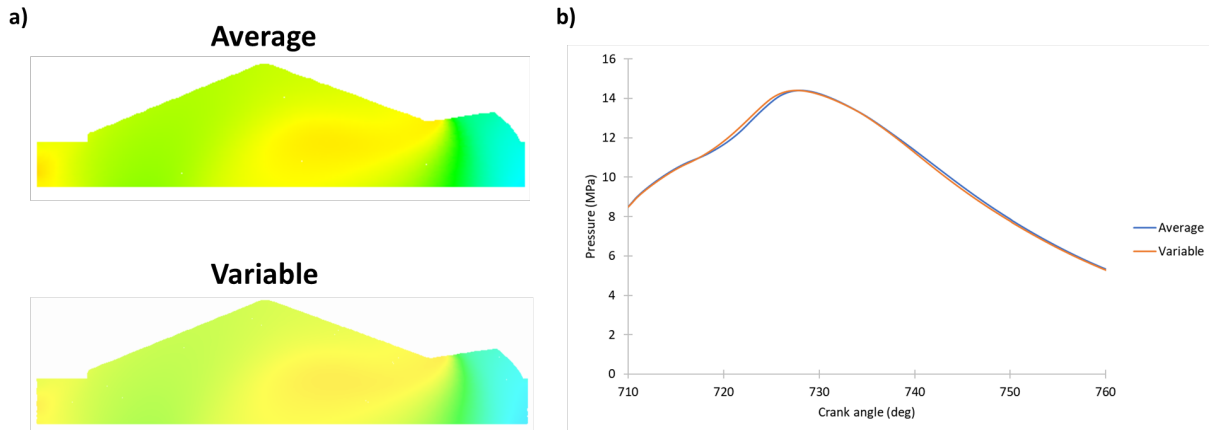 a)
Average
Variable
b)
16
14
12
10
8
6
4
2
0
Pressure (MPa)
710
720
730
740
750
760
Crank angle (deg)
Average
Variable